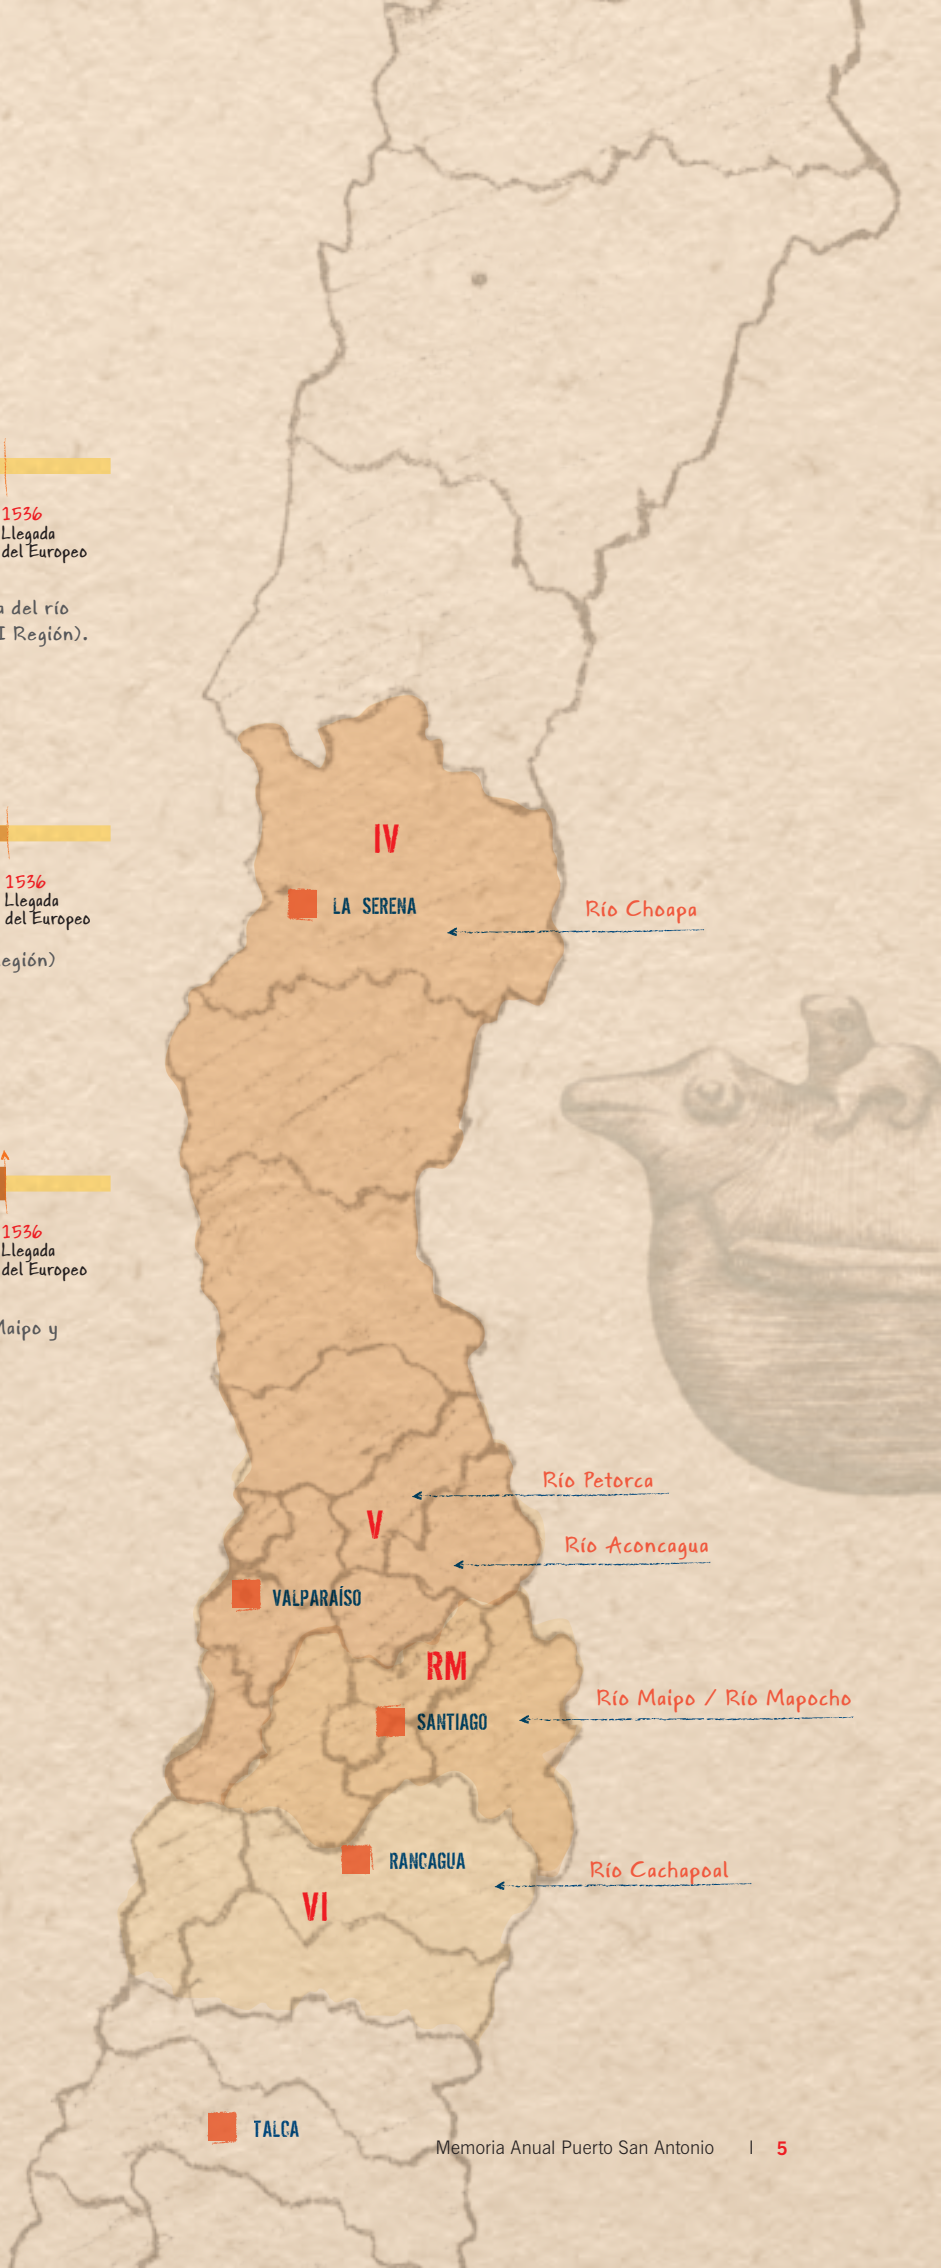 1536
Llegada
del Europeo
a del río
I Región).
IV
LA SERENA
Río Choapa
1536
Llegada
del Europeo
egión)
1536
Llegada
del Europeo
Maipo y
Río Petorca
V
Río Aconcagua
VALPARAÍSO
RM
Río Maipo / Río Mapocho
SANTIAGO
RANCAGUA
Río Cachapoal
VI
TALCA
Memoria Anual Puerto San Antonio | 5